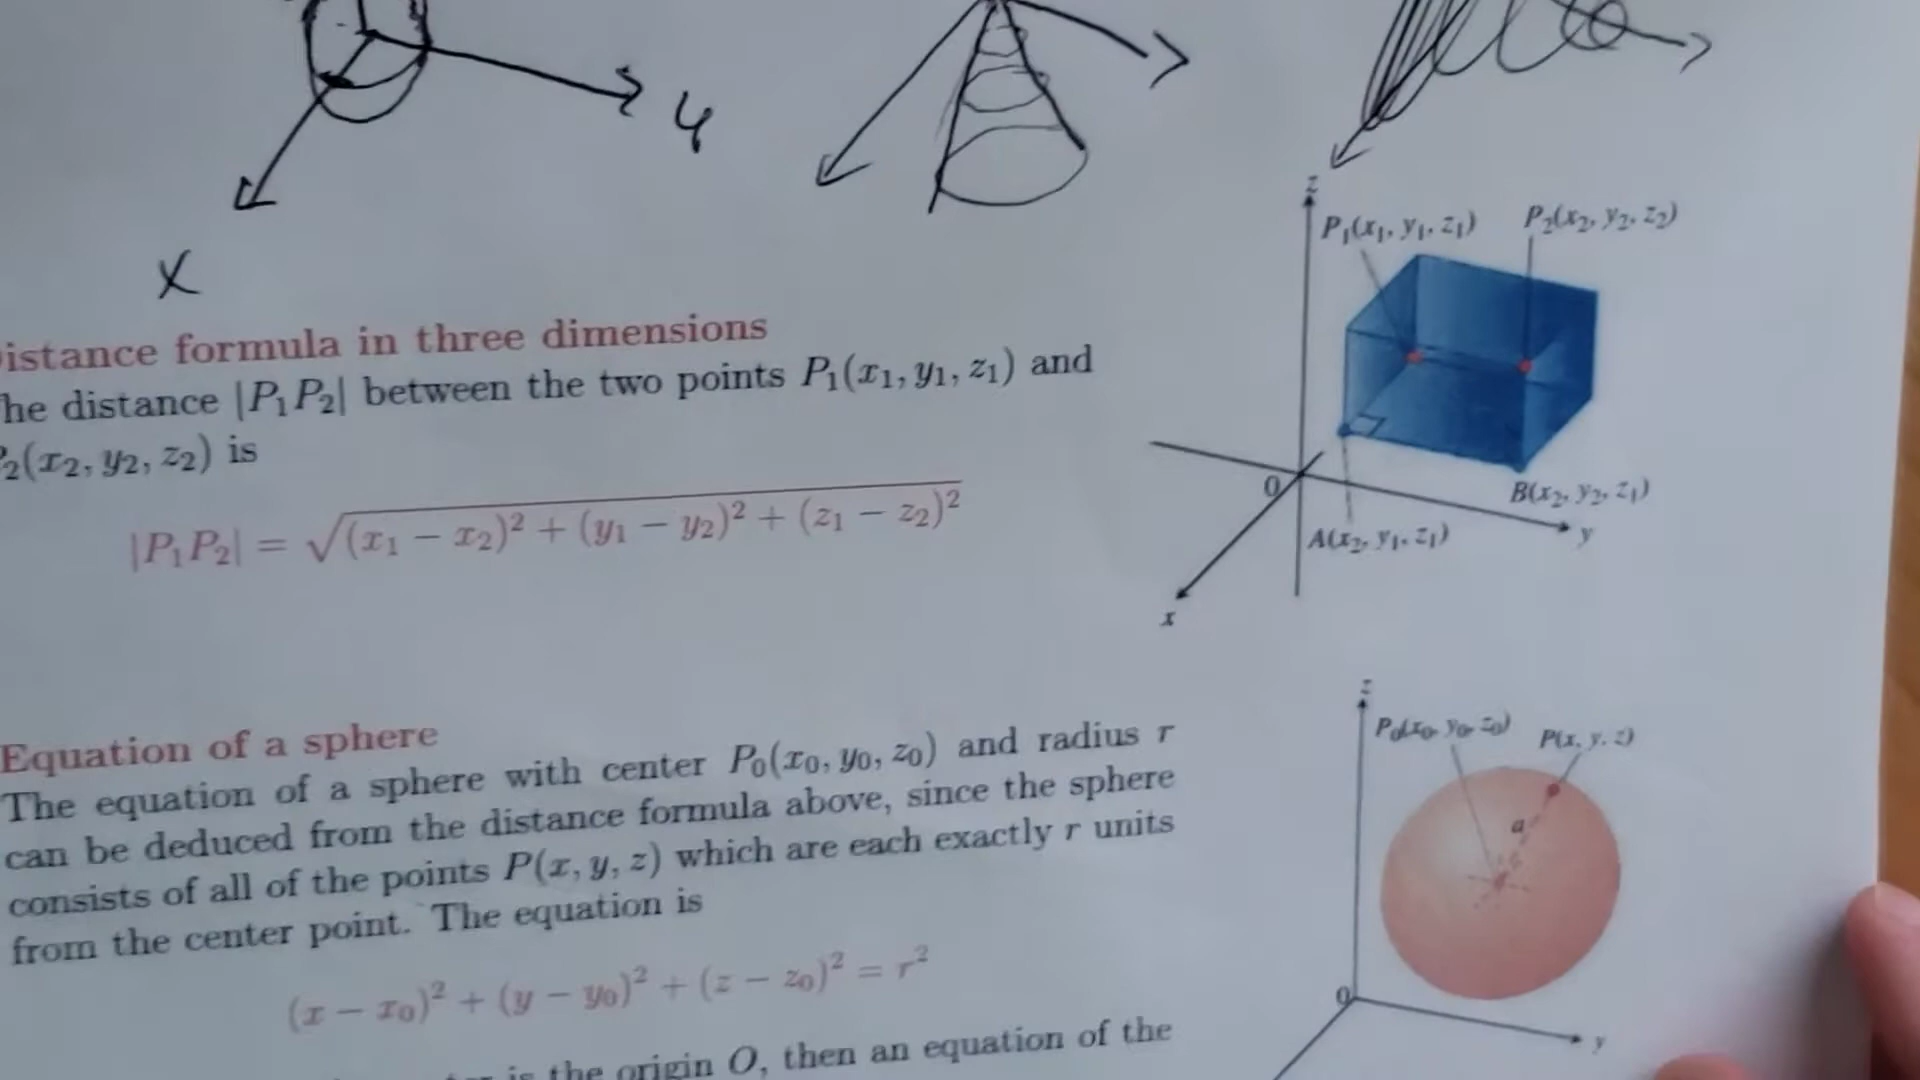 y
x
istance formula in three dimensions
he distance |P₁P₂| between the two points P₁(x₁, y₁, z₁) and
P₂(x₂, y₂, z₂) is
|P₁P₂| = √(x₁ − x₂)² + (y₁ − y₂)² + (z₁ − z₂)²
z
P₁(x₁, y₁, z₁) P₂(x₂, y₂, z₂)
0
B(x₂, y₂, z₁)
A(x₂, y₁, z₁)
y
x
Equation of a sphere
The equation of a sphere with center P₀(x₀, y₀, z₀) and radius r
can be deduced from the distance formula above, since the sphere
consists of all of the points P(x, y, z) which are each exactly r units
from the center point. The equation is
(x − x₀)² + (y − y₀)² + (z − z₀)² = r²
is the origin O, then an equation of the
z
P₀(x₀, y₀, z₀) P(x, y, z)
a
0
y